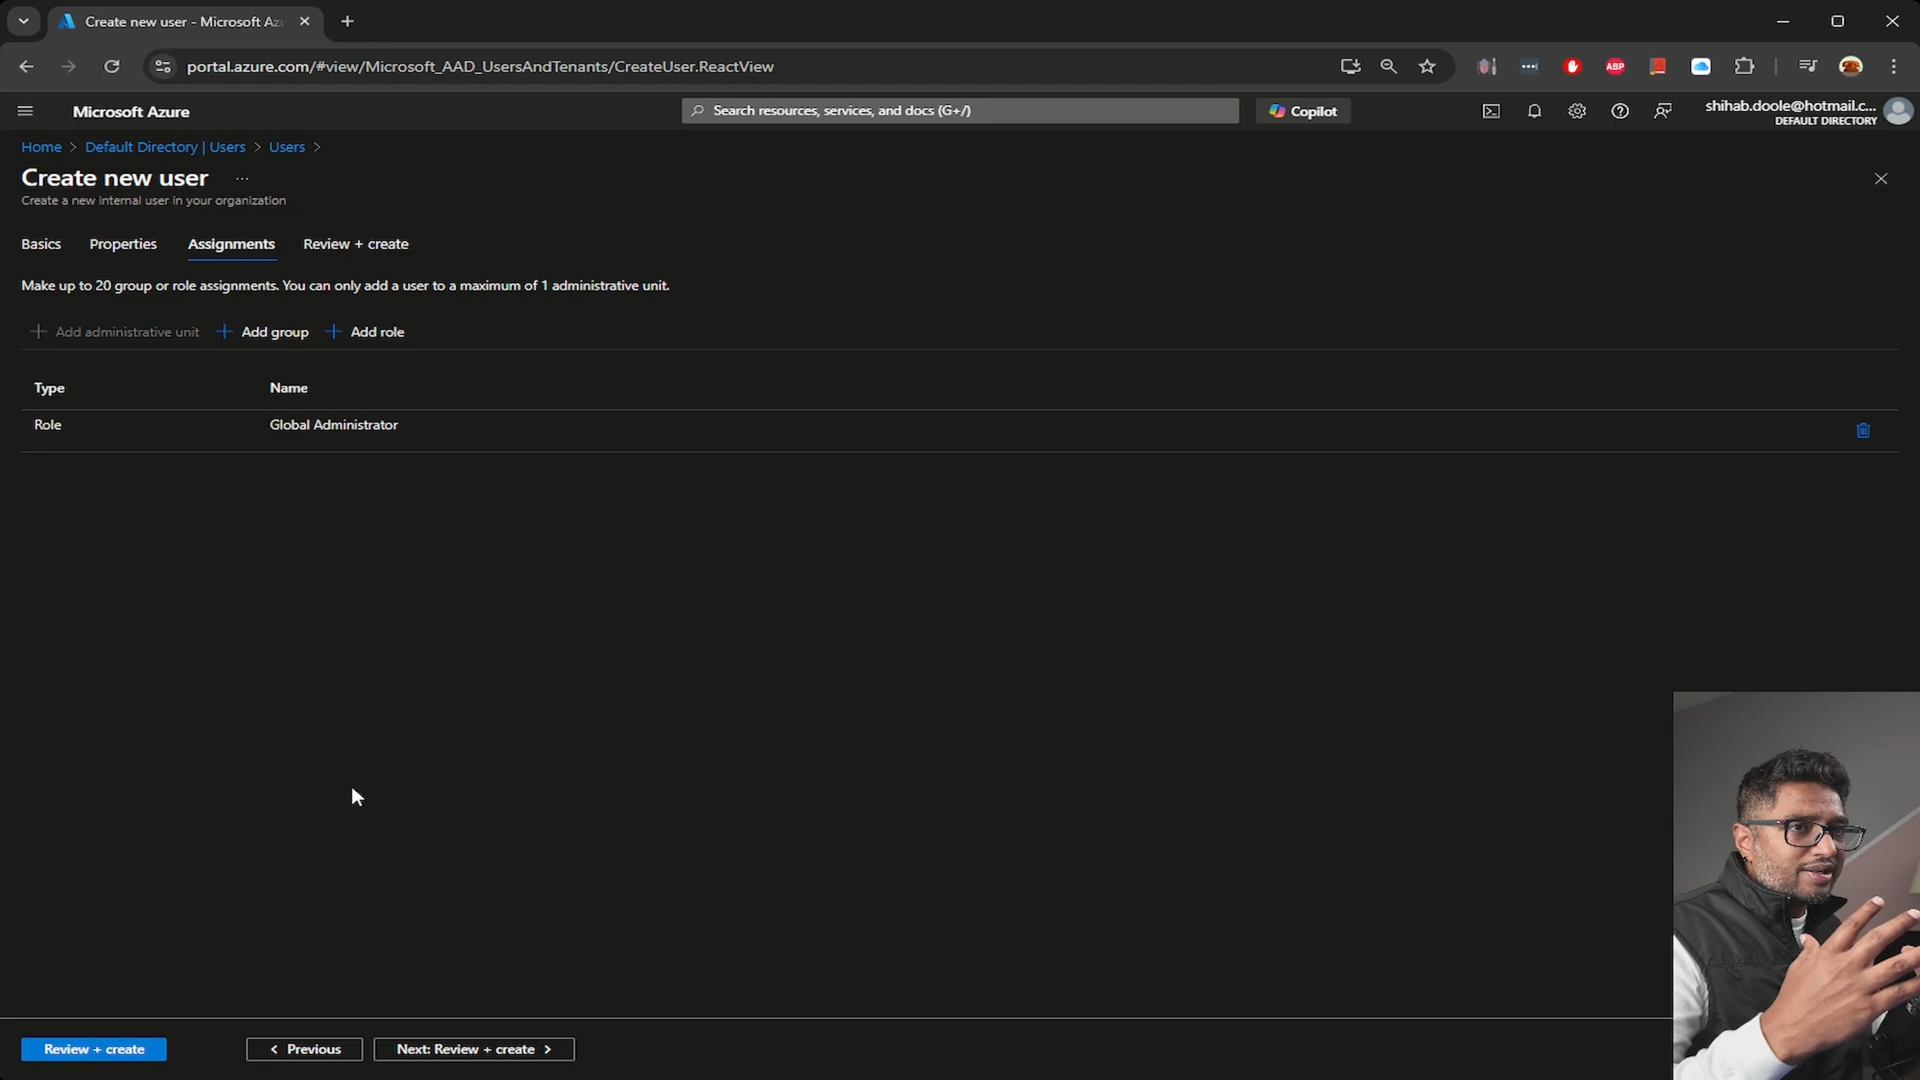 Create new user - Microsoft Az
portal.azure.com/#view/Microsoft_AAD_UsersAndTenants/CreateUser.ReactView
ABP
Microsoft Azure
Search resources, services, and docs (G+/)
Copilot
shihab.doole@hotmail.c...
DEFAULT DIRECTORY
Home > Default Directory | Users > Users >
Create new user ...
Create a new internal user in your organization
Basics Properties Assignments Review + create
Make up to 20 group or role assignments. You can only add a user to a maximum of 1 administrative unit.
+ Add administrative unit + Add group + Add role
Type Name
Role Global Administrator
Review + create < Previous Next: Review + create >